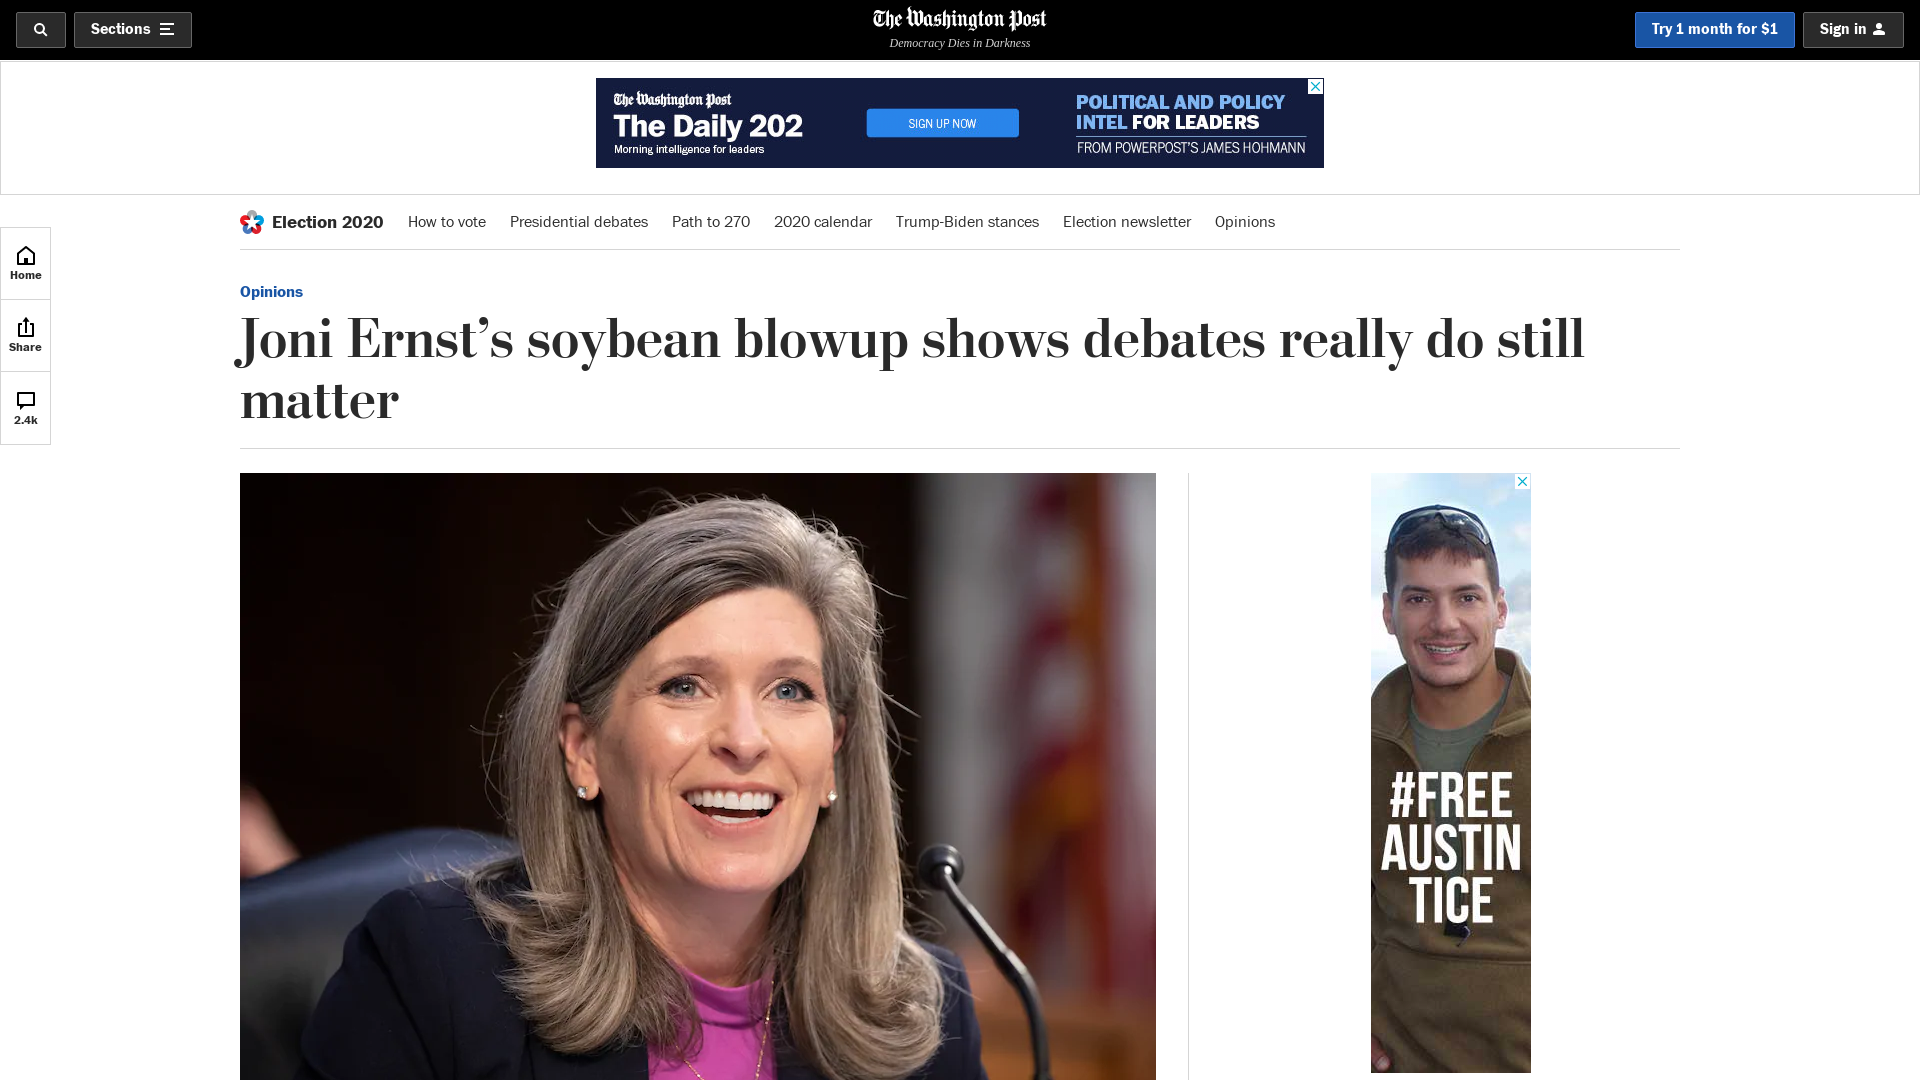 Sections
The Washington Post
Democracy Dies in Darkness
Try 1 month for $1
Sign in
The Washington Post
The Daily 202
Morning intelligence for leaders
SIGN UP NOW
POLITICAL AND POLICY
INTEL FOR LEADERS
FROM POWERPOST'S JAMES HOHMANN
Election 2020 How to vote Presidential debates Path to 270 2020 calendar Trump-Biden stances Election newsletter Opinions
Home
Share
2.4k
Opinions
Joni Ernst’s soybean blowup shows debates really do still
matter
#FREE
AUSTIN
TICE